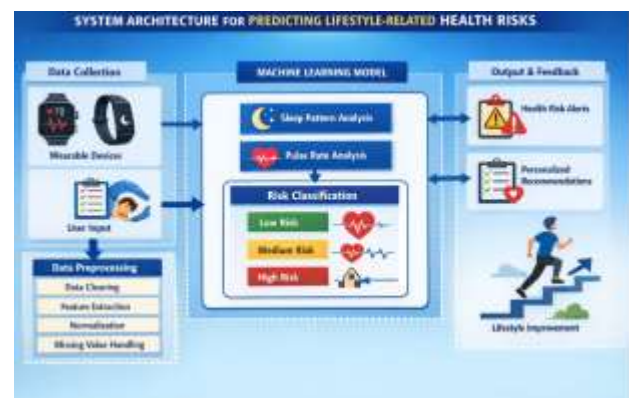 SYSTEM ARCHITECTURE FOR PREDICTING LIFESTYLE-RELATED HEALTH RISKS
Data Collection
Wearable Devices
User Input
Data Preprocessing
Data Cleaning
Feature Extraction
Normalization
Missing Value Handling
MACHINE LEARNING MODEL
Sleep Pattern Analysis
Pulse Rate Analysis
Risk Classification
Low Risk
Medium Risk
High Risk
Output & Feedback
Health Risk Alerts
Personalized
Recommendations
Lifestyle Improvement